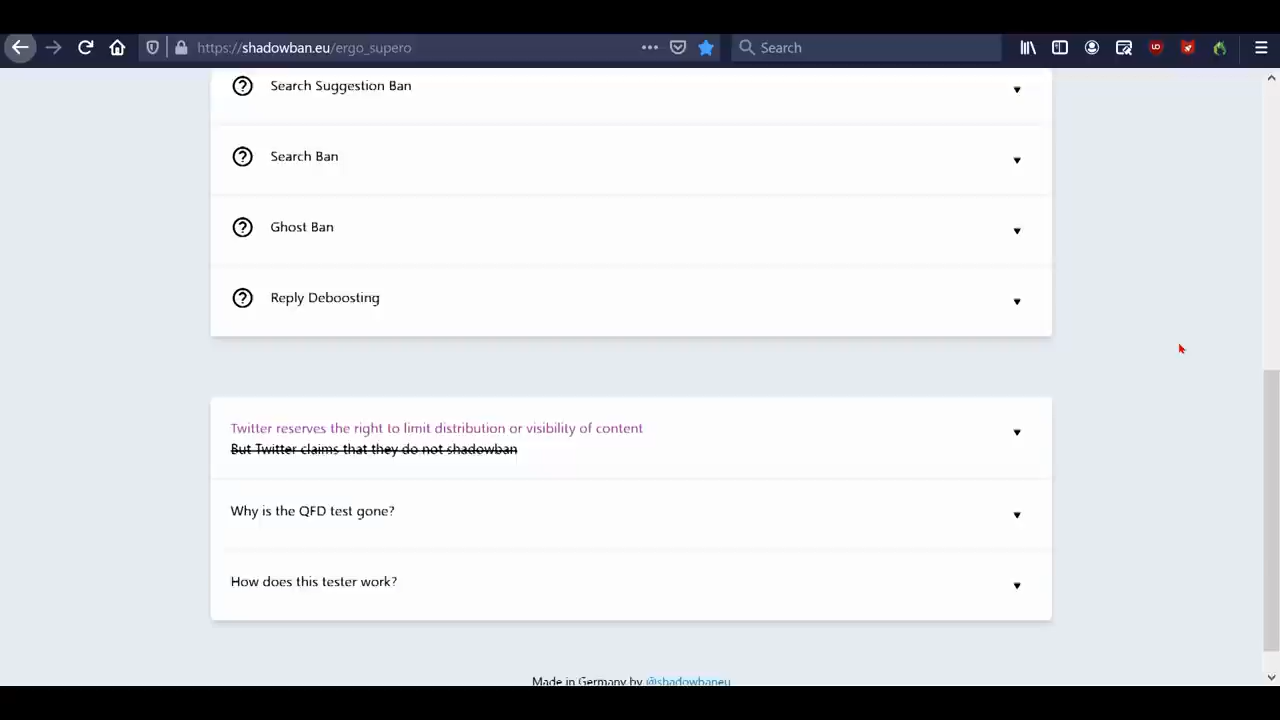 https://shadowban.eu/ergo_supero
Search
Search Suggestion Ban
Search Ban
Ghost Ban
Reply Deboosting
Twitter reserves the right to limit distribution or visibility of content
But Twitter claims that they do not shadowban
Why is the QFD test gone?
How does this tester work?
Made in Germany by @shadowbaneu